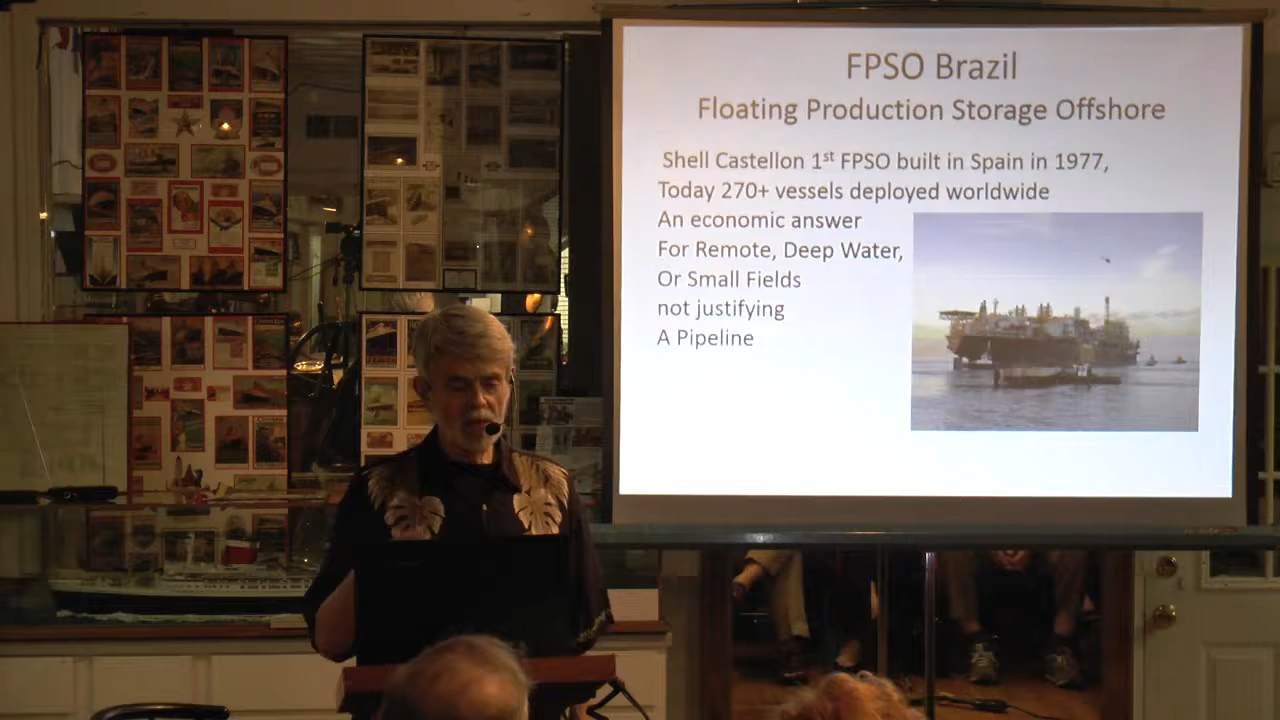 FPSO Brazil
Floating Production Storage Offshore
Shell Castellon 1st FPSO built in Spain in 1977,
Today 270+ vessels deployed worldwide
An economic answer
For Remote, Deep Water,
Or Small Fields
not justifying
A Pipeline